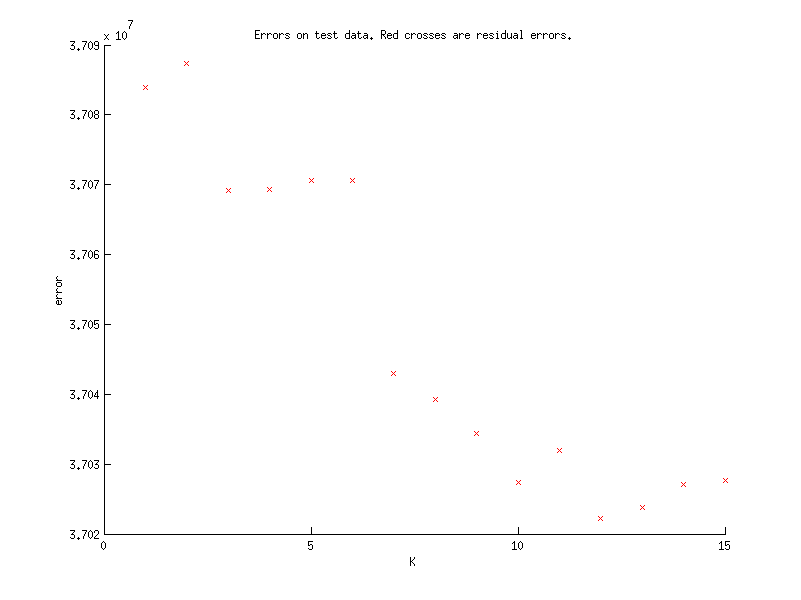 x 10^7
Errors on test data. Red crosses are residual errors.
3.709
3.708
3.707
3.706
3.705
3.704
3.703
3.702
error
0 5 10 15
K